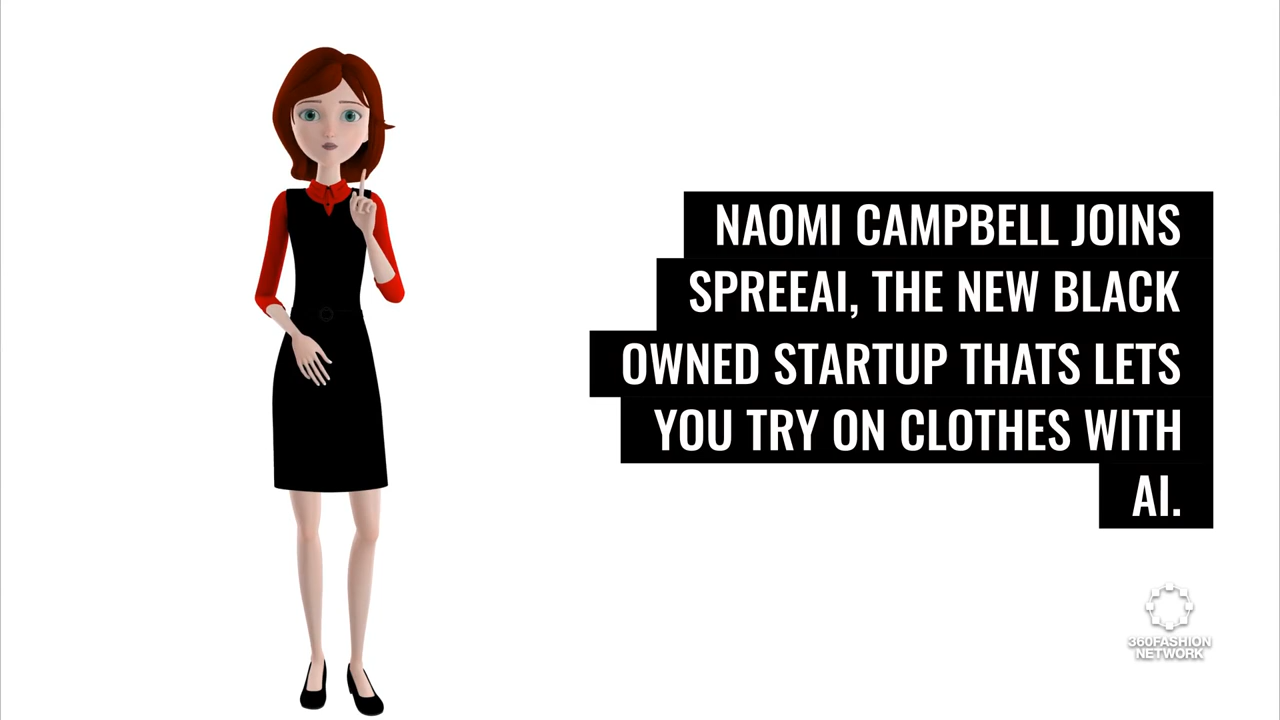 NAOMI CAMPBELL JOINS
SPREEAI, THE NEW BLACK
OWNED STARTUP THATS LETS
YOU TRY ON CLOTHES WITH
AI.
360FASHION
NETWORK